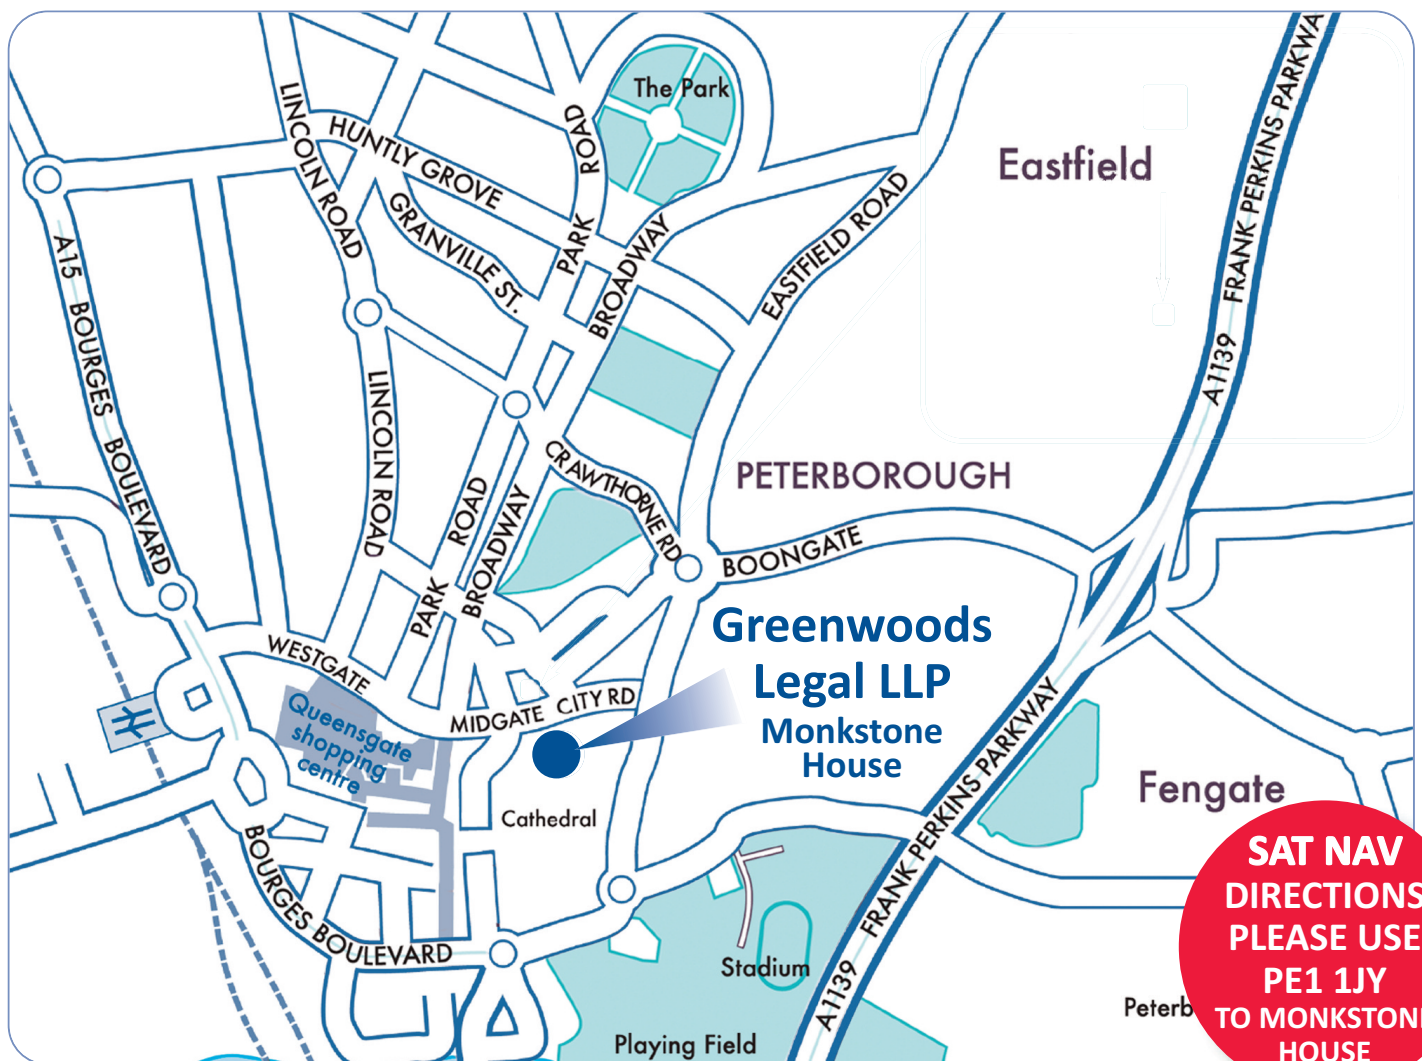 The Park
LINCOLN ROAD
HUNTLY GROVE
GRANVILLE ST.
PARK
ROAD
BROADWAY
EASTFIELD ROAD
Eastfield
FRANK PERKINS PARKWA
A1139
A15
BOURGES
BOULEVARD
LINCOLN ROAD
CRAWTHORNE RD
PETERBOROUGH
BOONGATE
PARK
ROAD
BROADWAY
Greenwoods
Legal LLP
Monkstone
House
WESTGATE
MIDGATE
CITY RD
Queensgate
shopping
centre
Cathedral
Fengate
FRANK PERKINS PARKWAY
A1139
BOURGES BOULEVARD
Stadium
Playing Field
Peterb
SAT NAV
DIRECTIONS
PLEASE USE
PE1 1JY
TO MONKSTONE
HOUSE